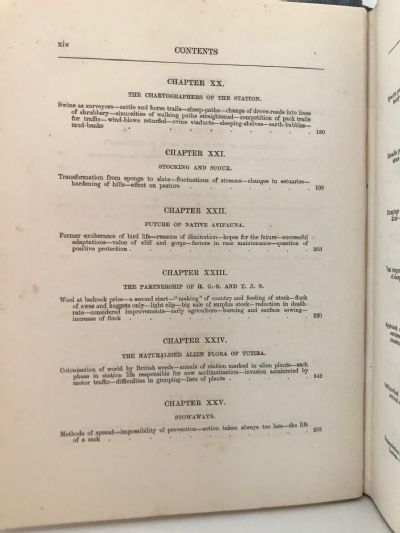 xiv
CONTENTS
CHAPTER XX.
THE CHARTOGRAPHERS OF THE STATION.
Swine as surveyors—cattle and horse trails—sheep-paths—change of drove-roads into lines
of shrubbery—sinuosities of walking paths straightened—competition of pack trails
for traffic—wind-blows returfed—ovine viaducts—sleeping-shelves—earth-bubbles—
mud-banks 180
CHAPTER XXI.
STOCKING AND SCOUR.
Transformation from sponge to slate—fluctuations of streams—changes in estuaries—
hardening of hills—effect on pasture 198
CHAPTER XXII.
FUTURE OF NATIVE AVIFAUNA.
Former exuberance of bird life—reasons of diminution—hopes for the future—successful
adaptations—value of cliff and gorge—factors in race maintenance—question of
positive protection 203
CHAPTER XXIII.
THE PARTNERSHIP OF H. G.-S. AND T. J. S.
Wool at bedrock price—a second start—"making" of country and feeding of stock—flock
of ewes and hoggets only—light clip—big sale of surplus stock—reduction in death-
rate—considered improvements—early agriculture—burning and surface sowing—
increase of flock 220
CHAPTER XXIV.
THE NATURALISED ALIEN FLORA OF TUTIRA.
Colonisation of world by British weeds—annals of station marked in alien plants—each
phase in station life responsible for new acclimatisation—invasion accelerated by
motor traffic—difficulties in grouping—lists of plants 242
CHAPTER XXV.
STOWAWAYS.
Methods of spread—impossibility of prevention—action taken always too late—the life
of a sack 252